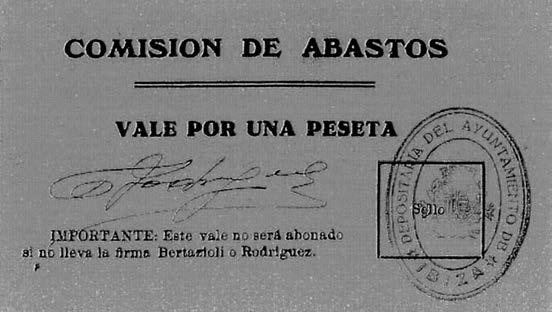 COMISION DE ABASTOS
VALE POR UNA PESETA
DEPOSITARIA DEL AYUNTAMIENTO DE
★ IBIZA ★
Sello
IMPORTANTE: Este vale no será abonado
si no lleva la firma Bertazioli o Rodriguez.